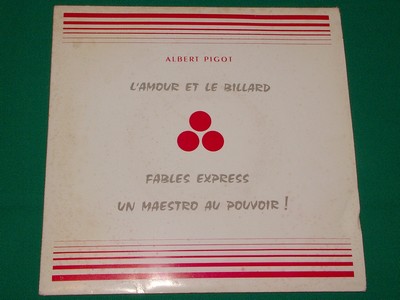 ALBERT PIGOT
L'AMOUR ET LE BILLARD
FABLES EXPRESS
UN MAESTRO AU POUVOIR !